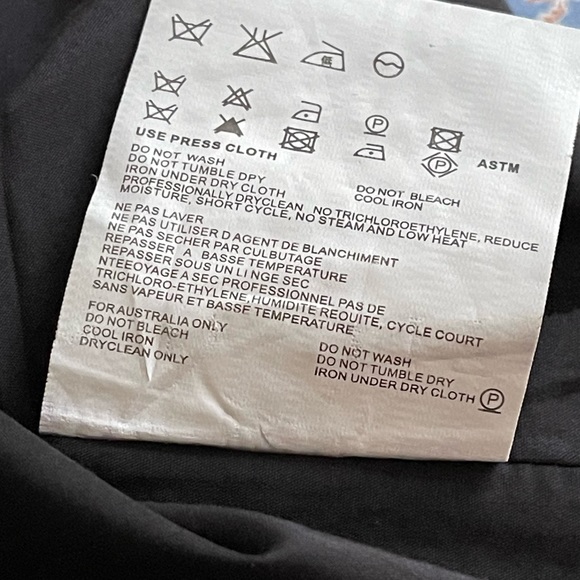 低
P
P
ASTM
USE PRESS CLOTH
DO NOT WASH
DO NOT BLEACH
DO NOT TUMBLE DPY
COOL IRON
IRON UNDER DRY CLOTH
PROFESSIONALLY DRYCLEAN NO TRICHLOROETHYLENE, REDUCE
MOISTURE, SHORT CYCLE, NO STEAM AND LOW HEAT
NE PAS LAVER
NE PAS UTILISER D AGENT DE BLANCHIMENT
NE PAS SECHER PAR CULBUTAGE
REPASSER A BASSE TEMPERATURE
REPASSER SOUS UN LI NGE SEC
NTEEOYAGE A SEC PROFESSIONNEL PAS DE
TRICHLORO-ETHYLENE, HUMIDITE REOUITE, CYCLE COURT
SANS VAPEUR ET BASSE TEMPERATURE
FOR AUSTRALIA ONLY
DO NOT BLEACH
COOL IRON
DRYCLEAN ONLY
DO NOT WASH
DO NOT TUMBLE DRY
IRON UNDER DRY CLOTH P